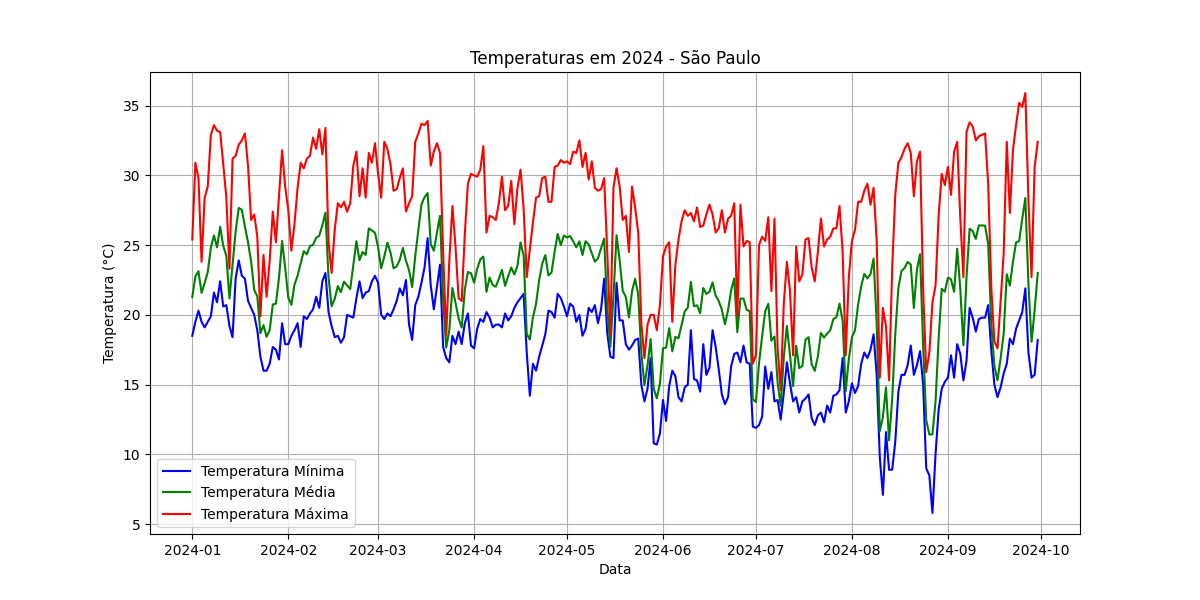 Temperaturas em 2024 - São Paulo
35
30
25
20
15
10
5
Temperatura (°C)
Temperatura Mínima
Temperatura Média
Temperatura Máxima
2024-01 2024-02 2024-03 2024-04 2024-05 2024-06 2024-07 2024-08 2024-09 2024-10
Data